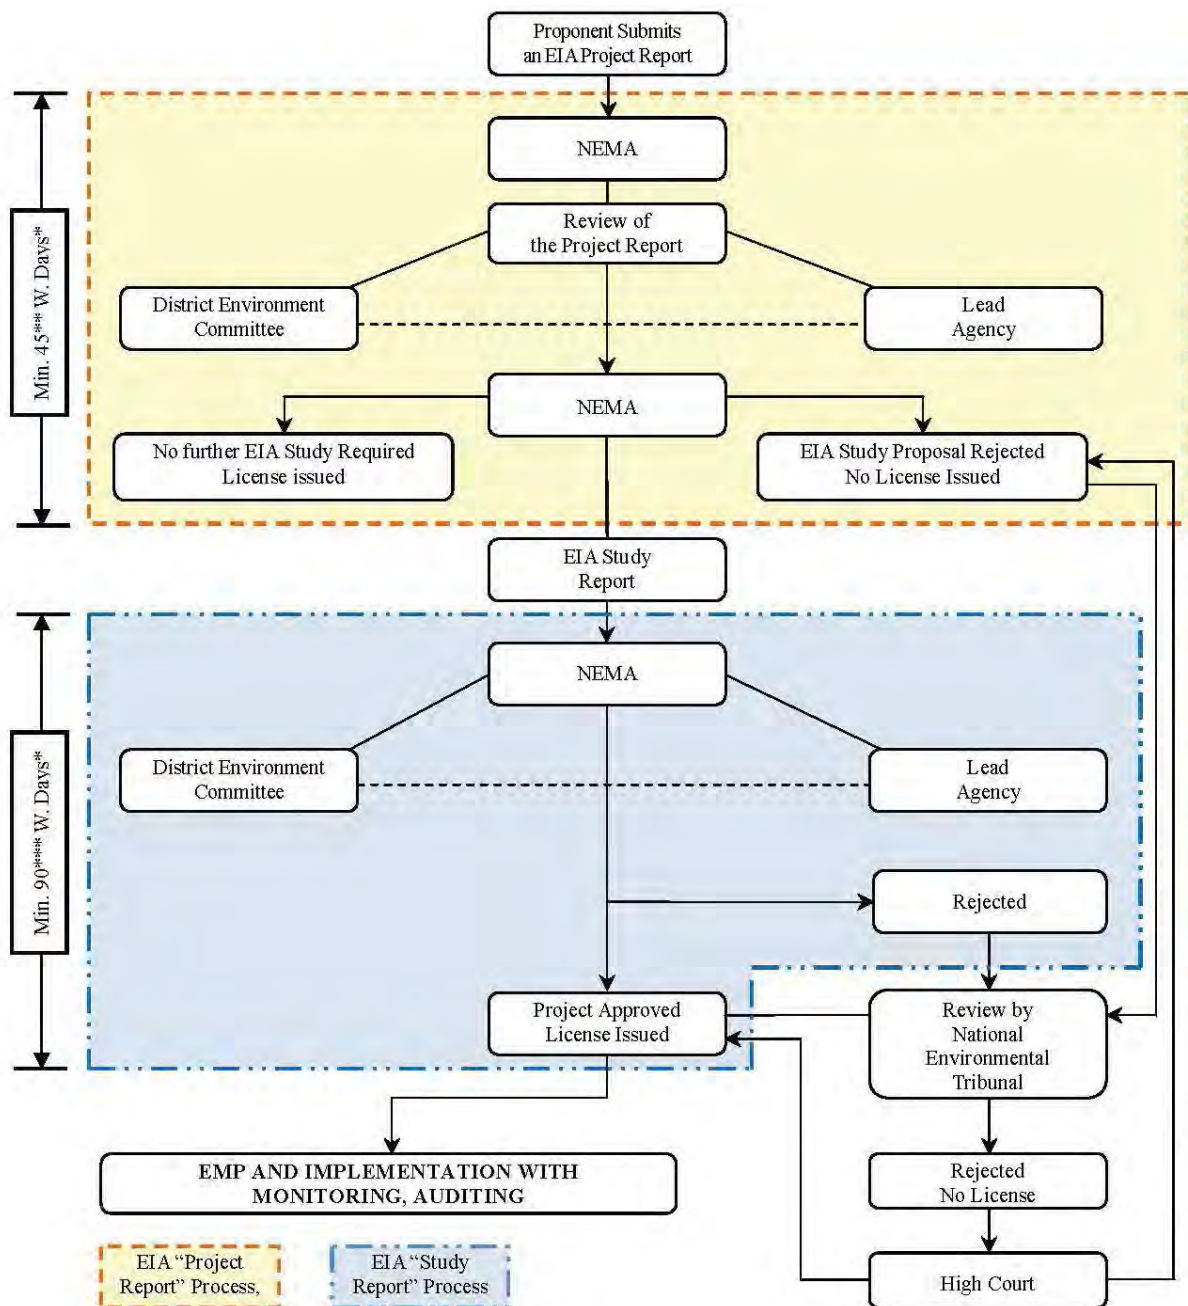 Proponent Submits
an EIA Project Report
NEMA
Min. 45** W. Days*
Review of
the Project Report
District Environment
Committee
Lead
Agency
NEMA
No further EIA Study Required
License issued
EIA Study Proposal Rejected
No License Issued
EIA Study
Report
NEMA
Min. 90*** W. Days*
District Environment
Committee
Lead
Agency
Rejected
Project Approved
License Issued
Review by
National
Environmental
Tribunal
EMP AND IMPLEMENTATION WITH
MONITORING, AUDITING
Rejected
No License
EIA “Project
Report” Process,
EIA “Study
Report” Process
High Court